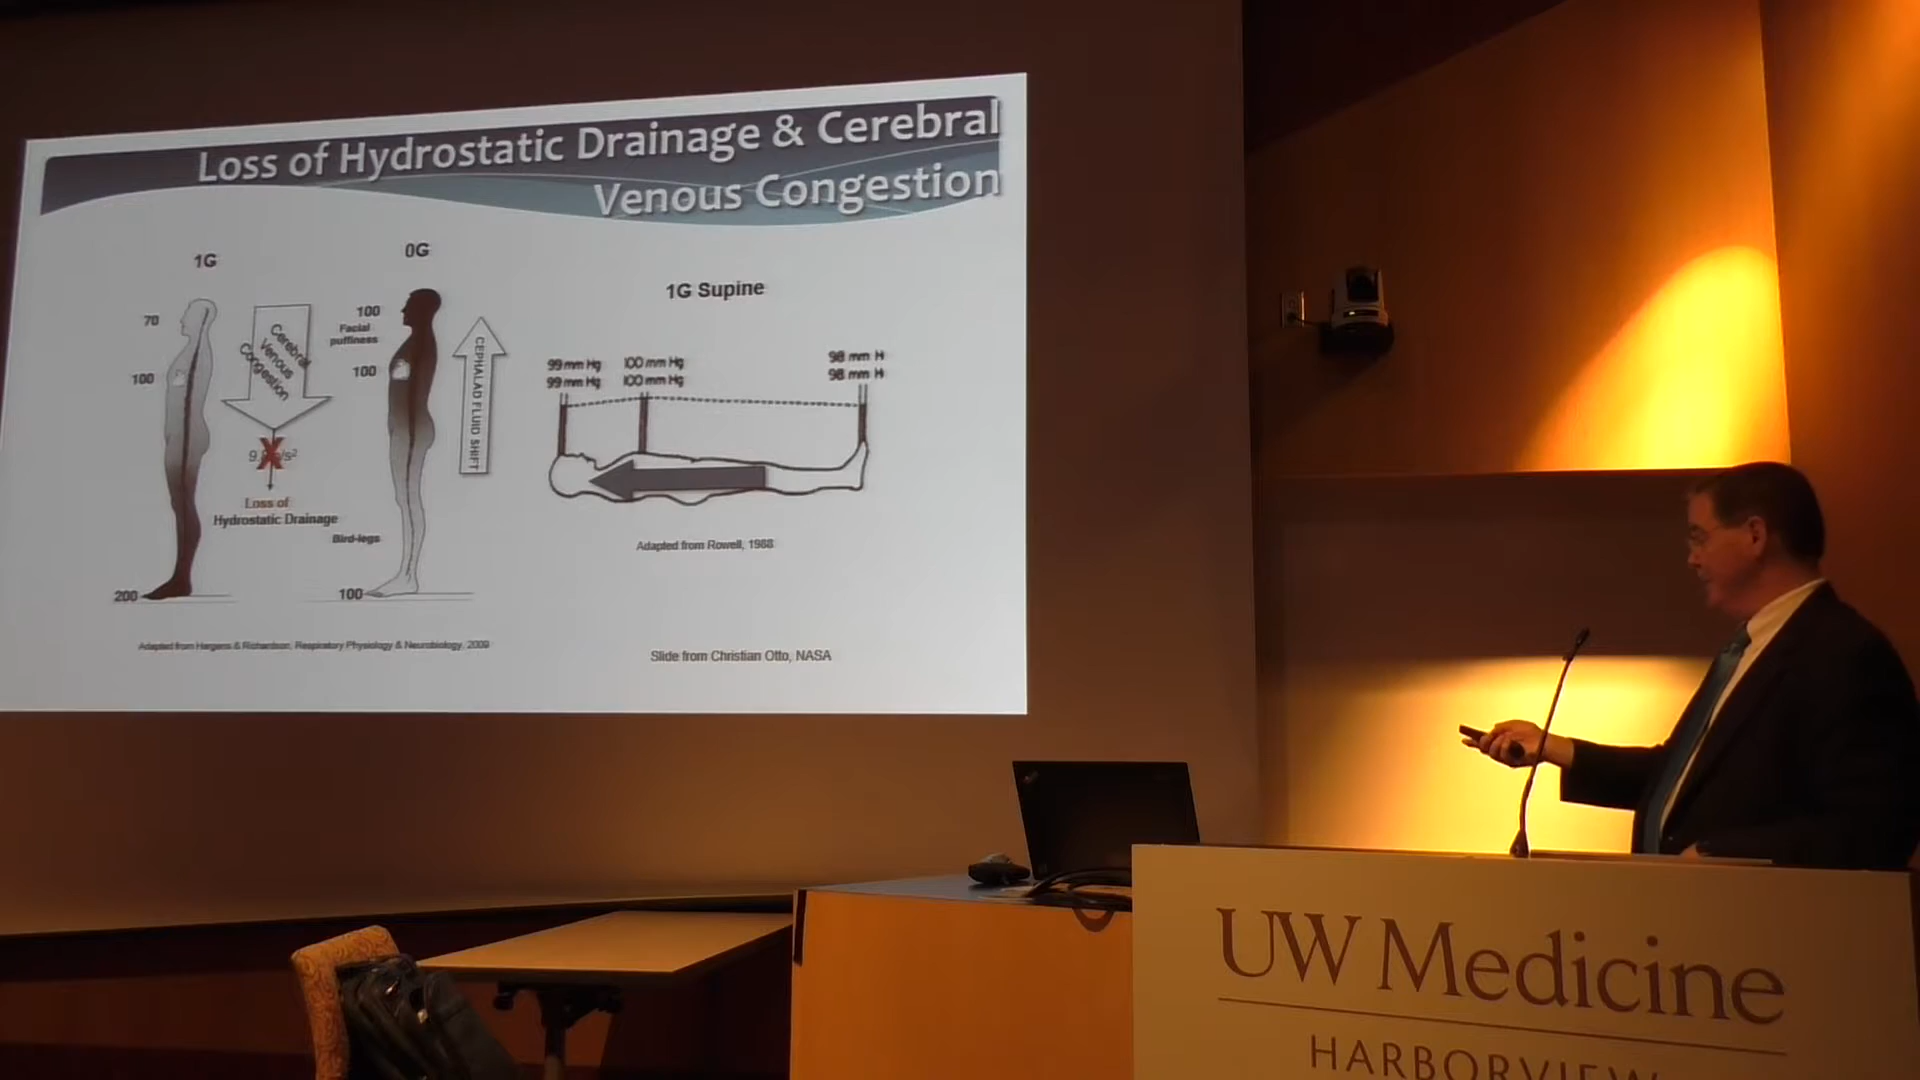 Loss of Hydrostatic Drainage & Cerebral
Venous Congestion
1G
70
100
200
Cerebral
Venous
Congestion
Loss of
Hydrostatic Drainage
0G
100
Facial
puffiness
100
Bird-legs
100
CEPHALAD FLUID SHIFT
1G Supine
99 mm Hg
99 mm Hg
100 mm Hg
100 mm Hg
98 mm H
98 mm H
Adapted from Rowell, 1988
Adapted from Hargens & Richardson, Respiratory Physiology & Neurobiology, 2009
Slide from Christian Otto, NASA
UW Medicine
HARBORVIEW